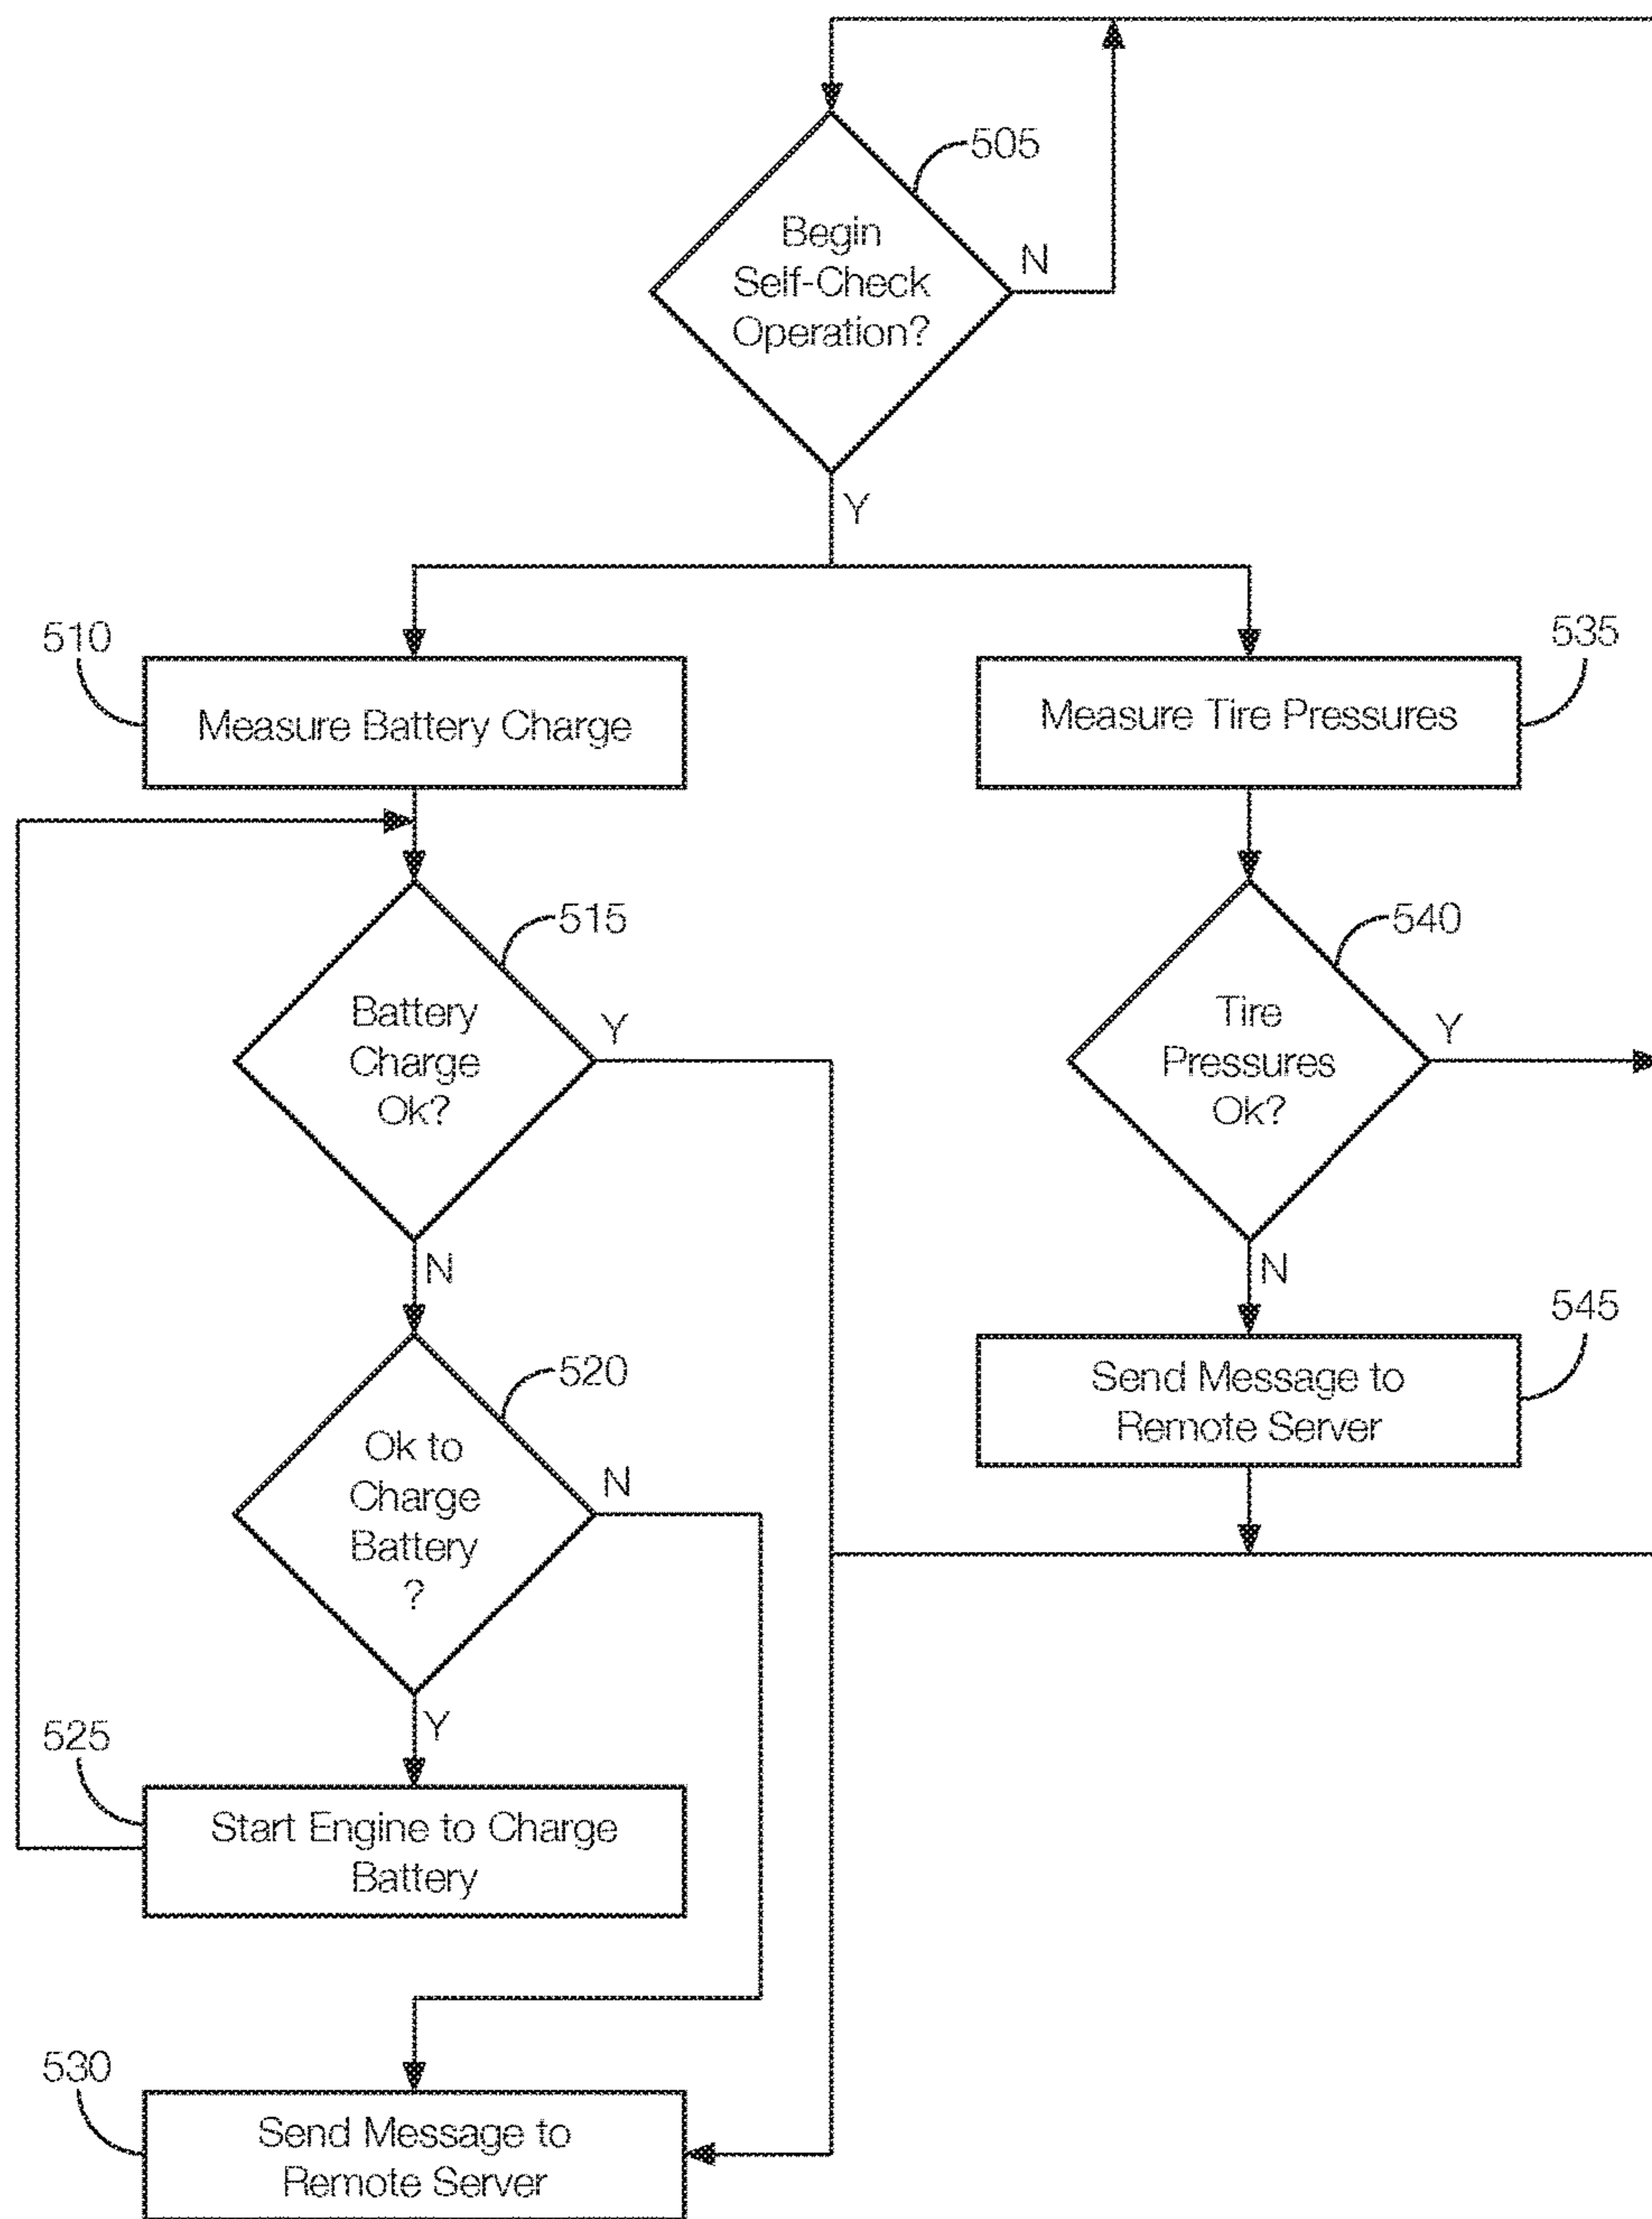 505
Begin
Self-Check
Operation?
N
Y
510
Measure Battery Charge
535
Measure Tire Pressures
515
Battery
Charge
Ok?
Y
N
540
Tire
Pressures
Ok?
Y
N
520
Ok to
Charge
Battery
?
N
Y
545
Send Message to
Remote Server
525
Start Engine to Charge
Battery
530
Send Message to
Remote Server